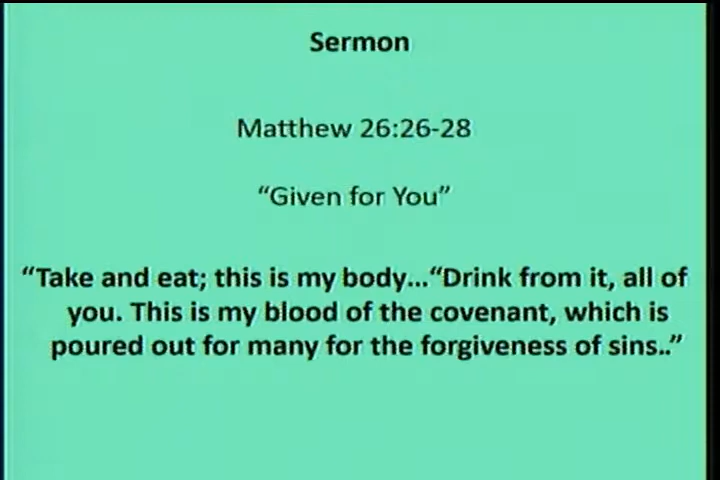 Sermon
Matthew 26:26-28
“Given for You”
“Take and eat; this is my body...“Drink from it, all of
you. This is my blood of the covenant, which is
poured out for many for the forgiveness of sins..”